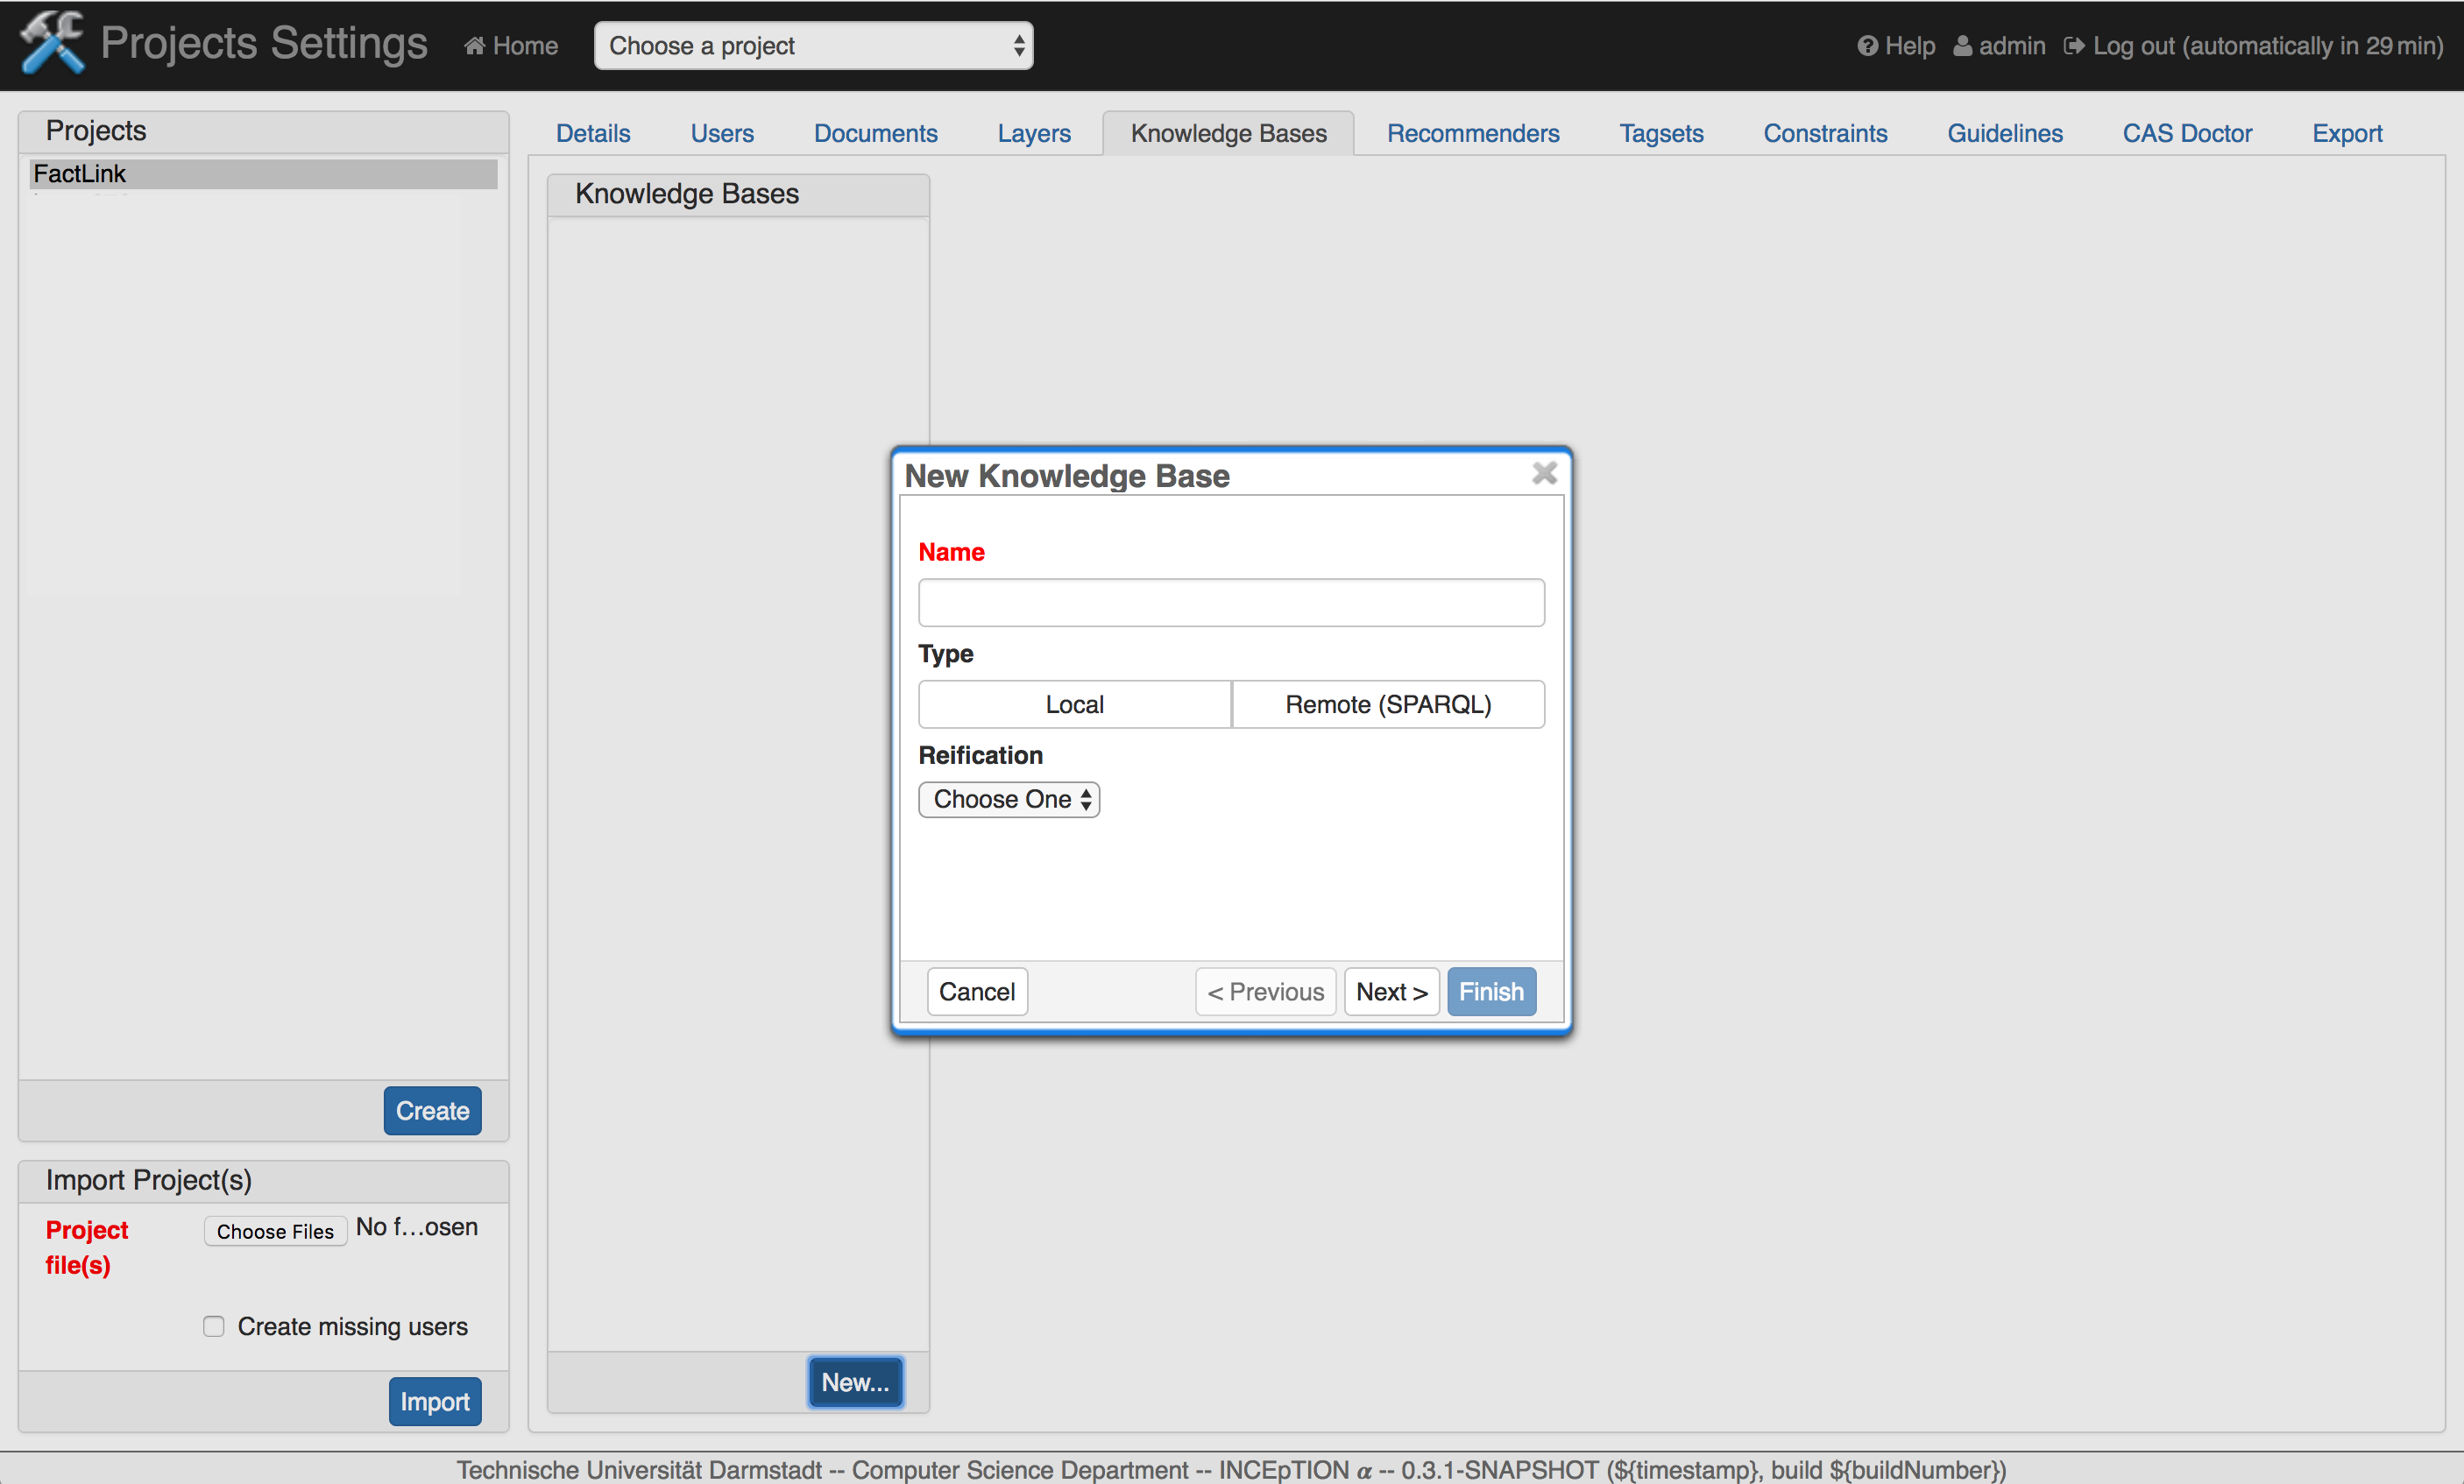 Projects Settings Home Choose a project Help admin Log out (automatically in 29 min)
Projects
FactLink
Create
Import Project(s)
Project file(s) Choose Files No f…osen
Create missing users
Import
Details Users Documents Layers Knowledge Bases Recommenders Tagsets Constraints Guidelines CAS Doctor Export
Knowledge Bases
New...
New Knowledge Base
Name
Type
Local Remote (SPARQL)
Reification
Choose One
Cancel < Previous Next > Finish
Technische Universität Darmstadt -- Computer Science Department -- INCEpTION α -- 0.3.1-SNAPSHOT (${timestamp}, build ${buildNumber})